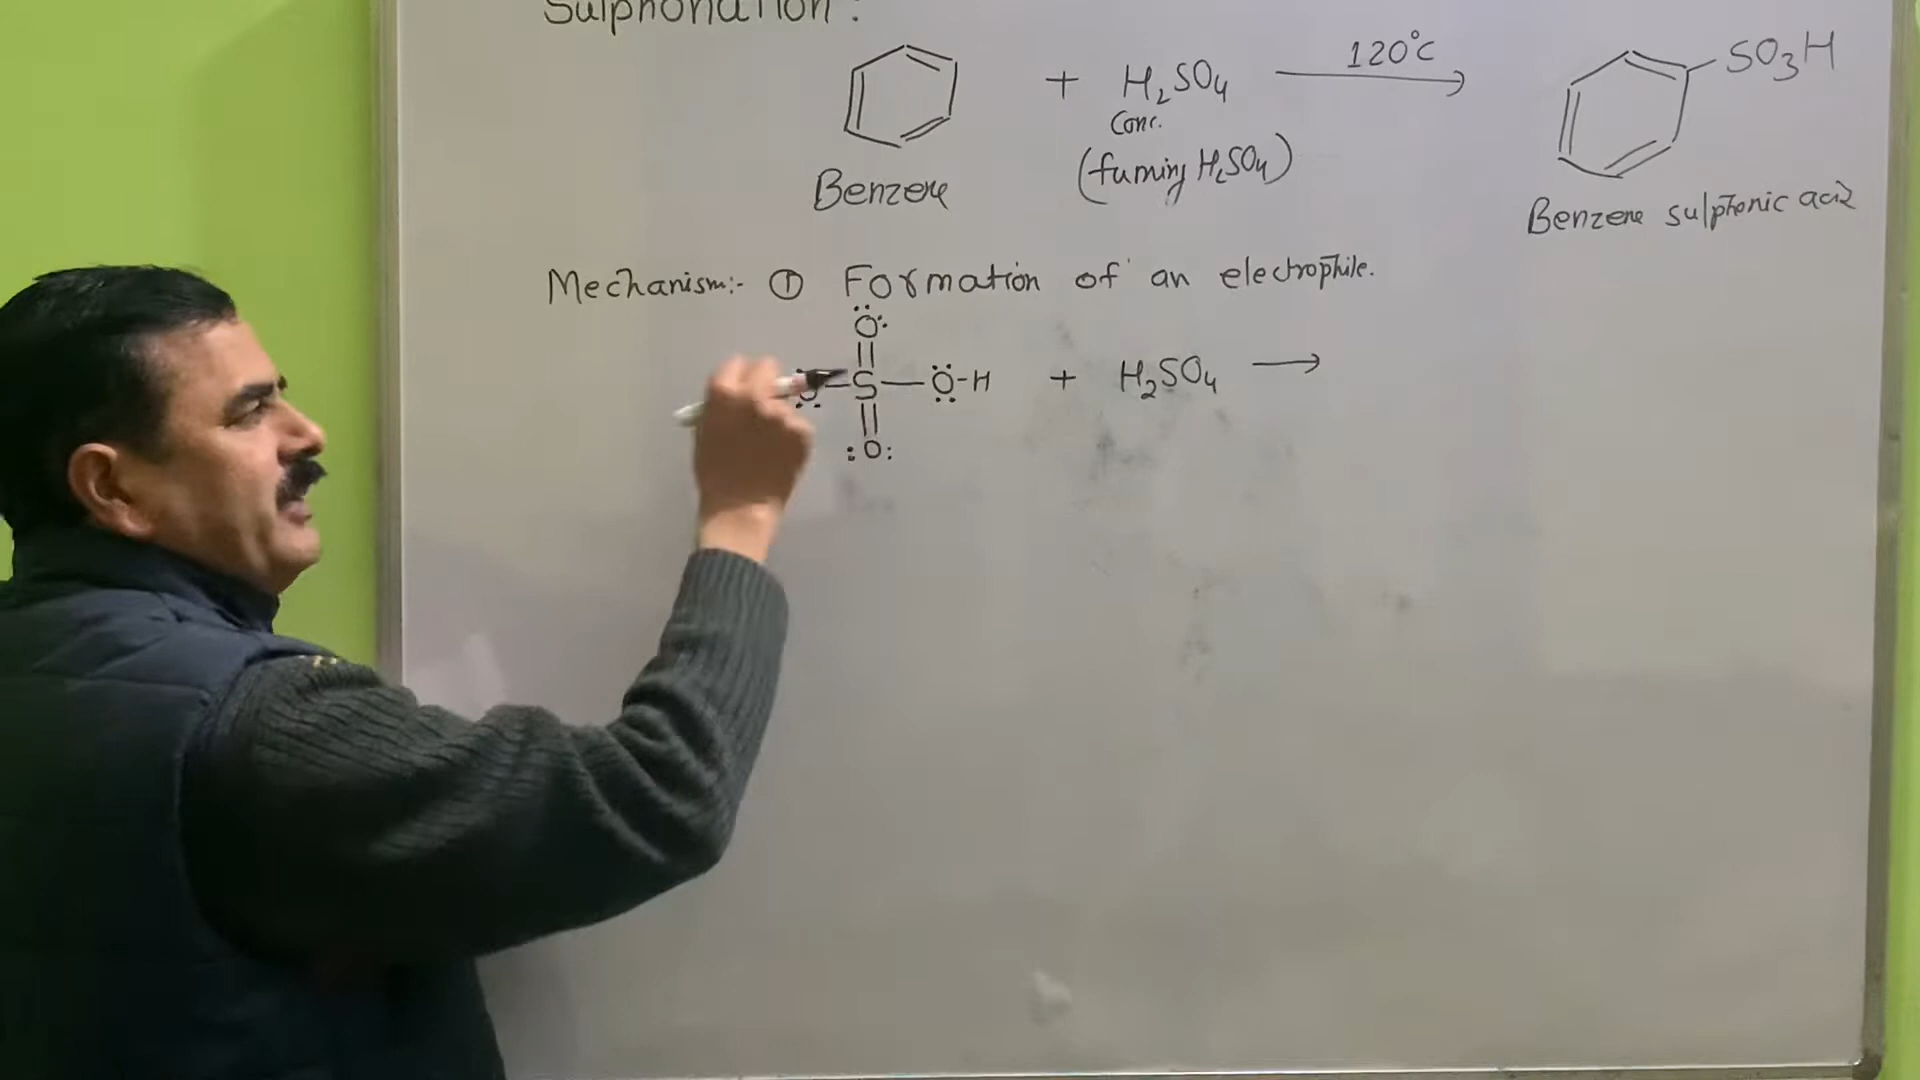 Sulphonation :
+ H₂SO₄ 120°C SO₃H
Conc.
(fuming H₂SO₄)
Benzene
Benzene sulphonic acid
Mechanism:- ① Formation of an electrophile.
:Ö:
S — Ö-H + H₂SO₄ →
:O: